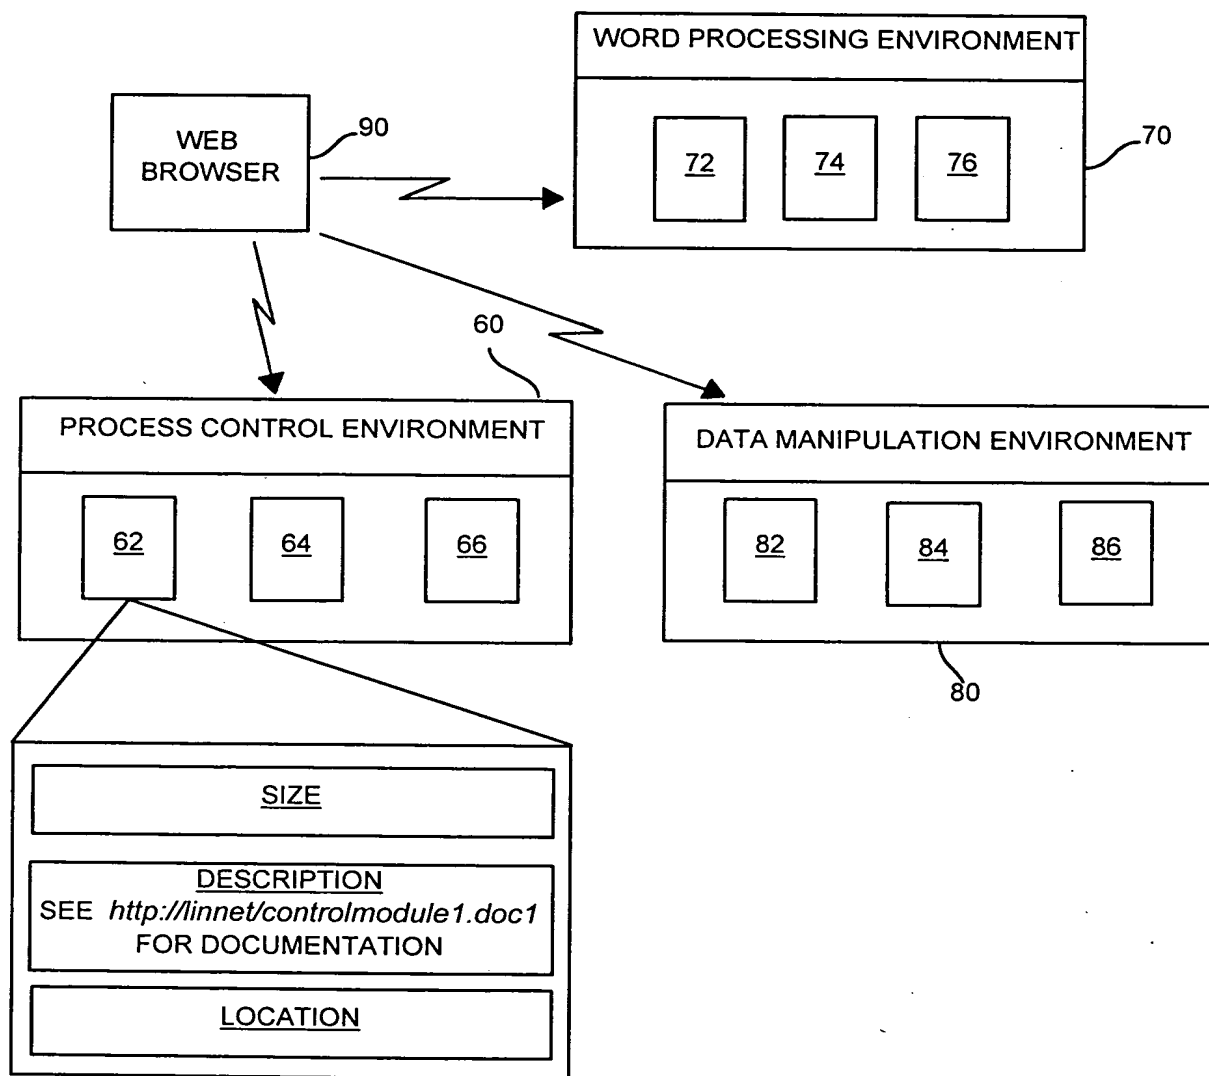 WORD PROCESSING ENVIRONMENT
WEB
BROWSER
90
72
74
76
70
60
PROCESS CONTROL ENVIRONMENT
62
64
66
DATA MANIPULATION ENVIRONMENT
82
84
86
80
SIZE
DESCRIPTION
SEE http://linnet/controlmodule1.doc1
FOR DOCUMENTATION
LOCATION